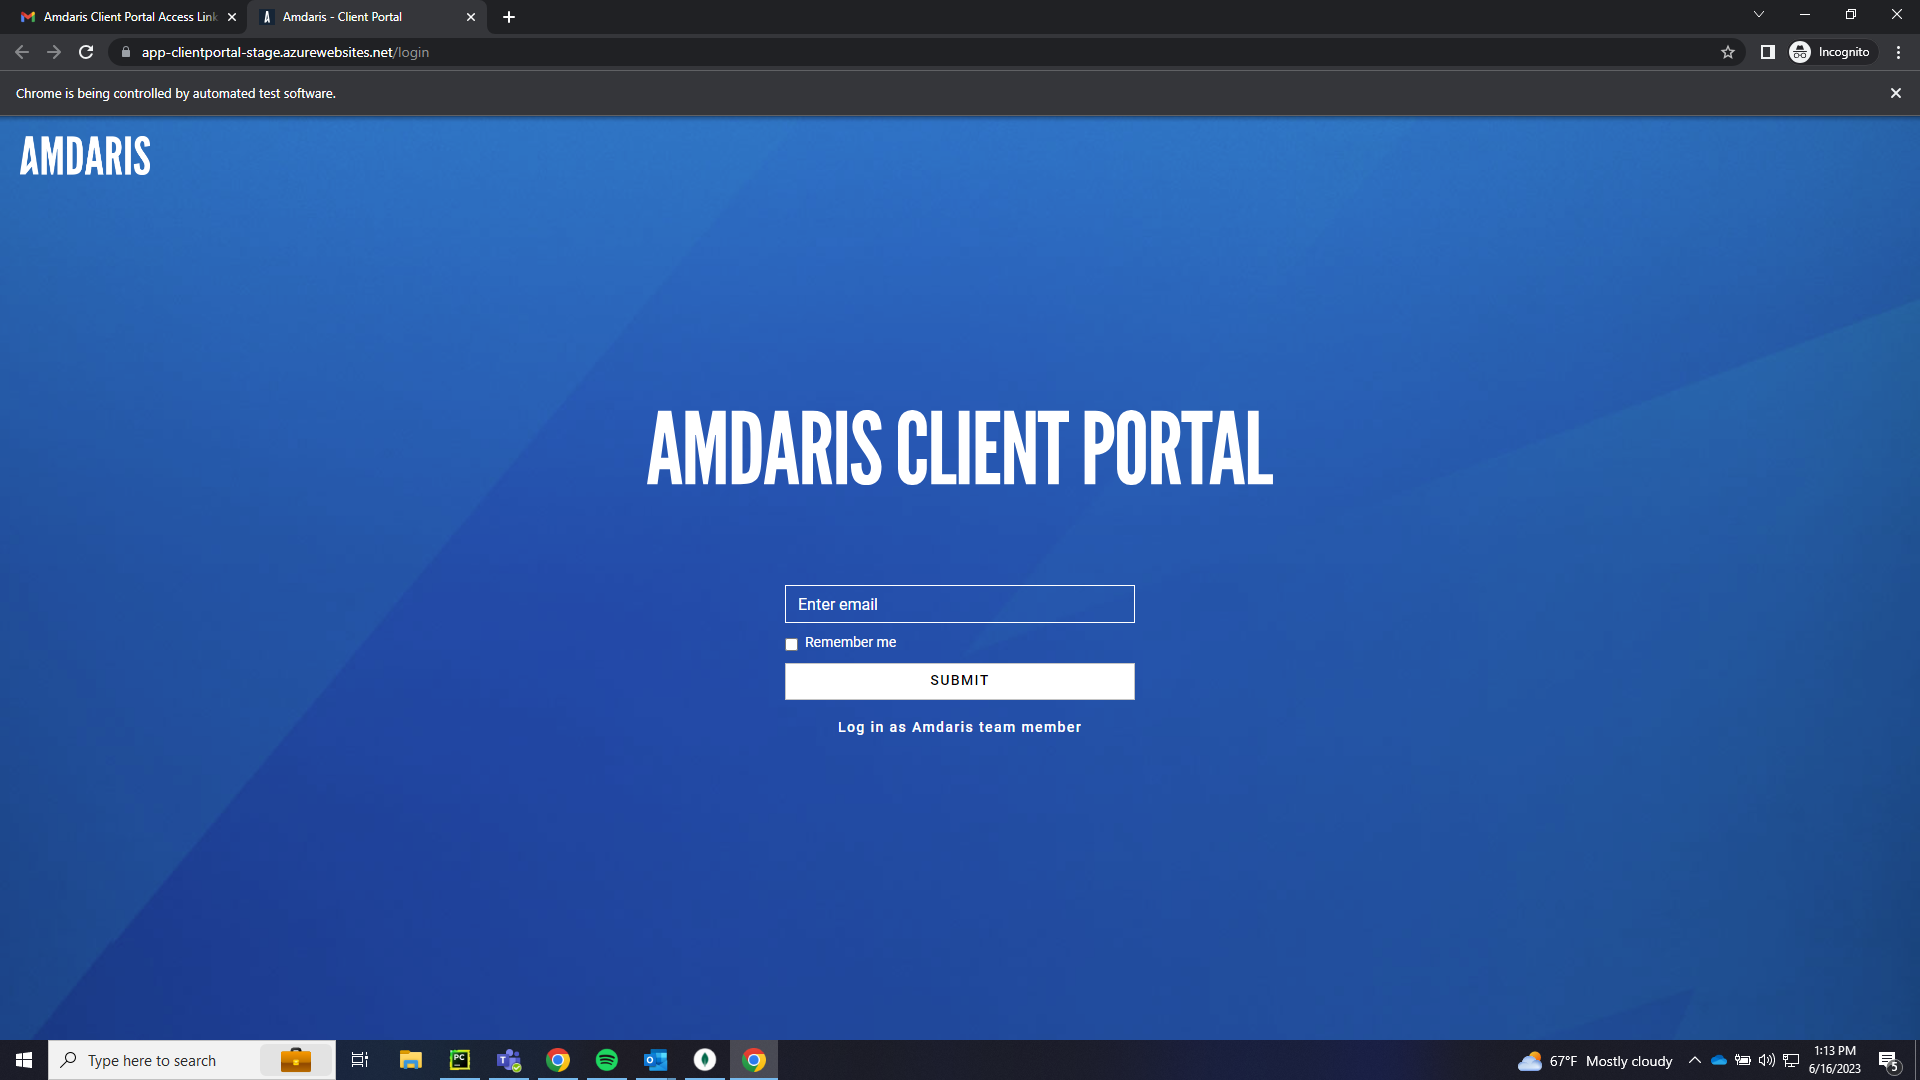 Amdaris Client Portal Access Link
Amdaris - Client Portal
app-clientportal-stage.azurewebsites.net/login
Incognito
Chrome is being controlled by automated test software.
AMDARIS
AMDARIS CLIENT PORTAL
Enter email
Remember me
SUBMIT
Log in as Amdaris team member
Type here to search
PC
T
O
67°F Mostly cloudy
1:13 PM
6/16/2023
5